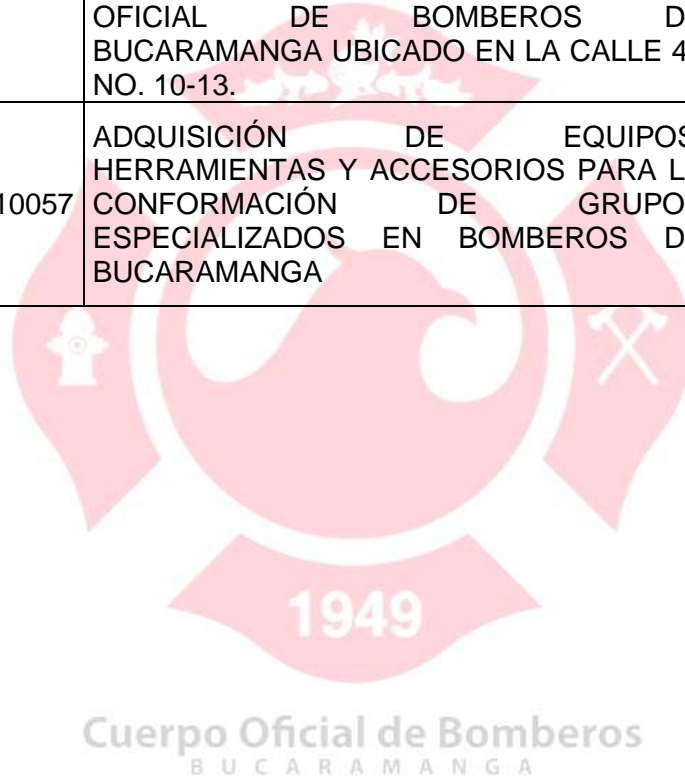 OFICIAL DE BOMBEROS D
BUCARAMANGA UBICADO EN LA CALLE 4
NO. 10-13.
ADQUISICIÓN DE EQUIPOS
HERRAMIENTAS Y ACCESORIOS PARA L
10057 CONFORMACIÓN DE GRUPO
ESPECIALIZADOS EN BOMBEROS D
BUCARAMANGA
1949
Cuerpo Oficial de Bomberos
BUCARAMANGA